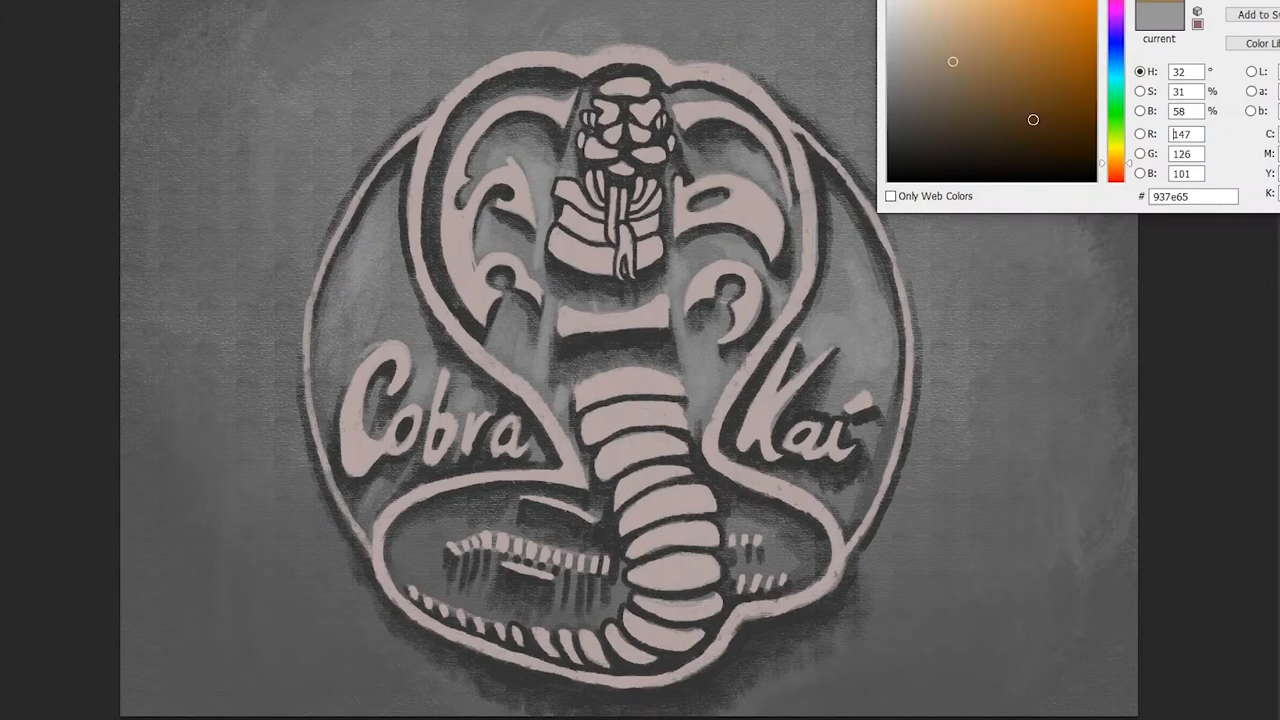 Add to S
current
Color Li
H: 32 °
L:
S: 31 %
a:
B: 58 %
b:
R: 147
C:
G: 126
M:
B: 101
Y:
Only Web Colors
# 937e65
K:
Cobra Kai